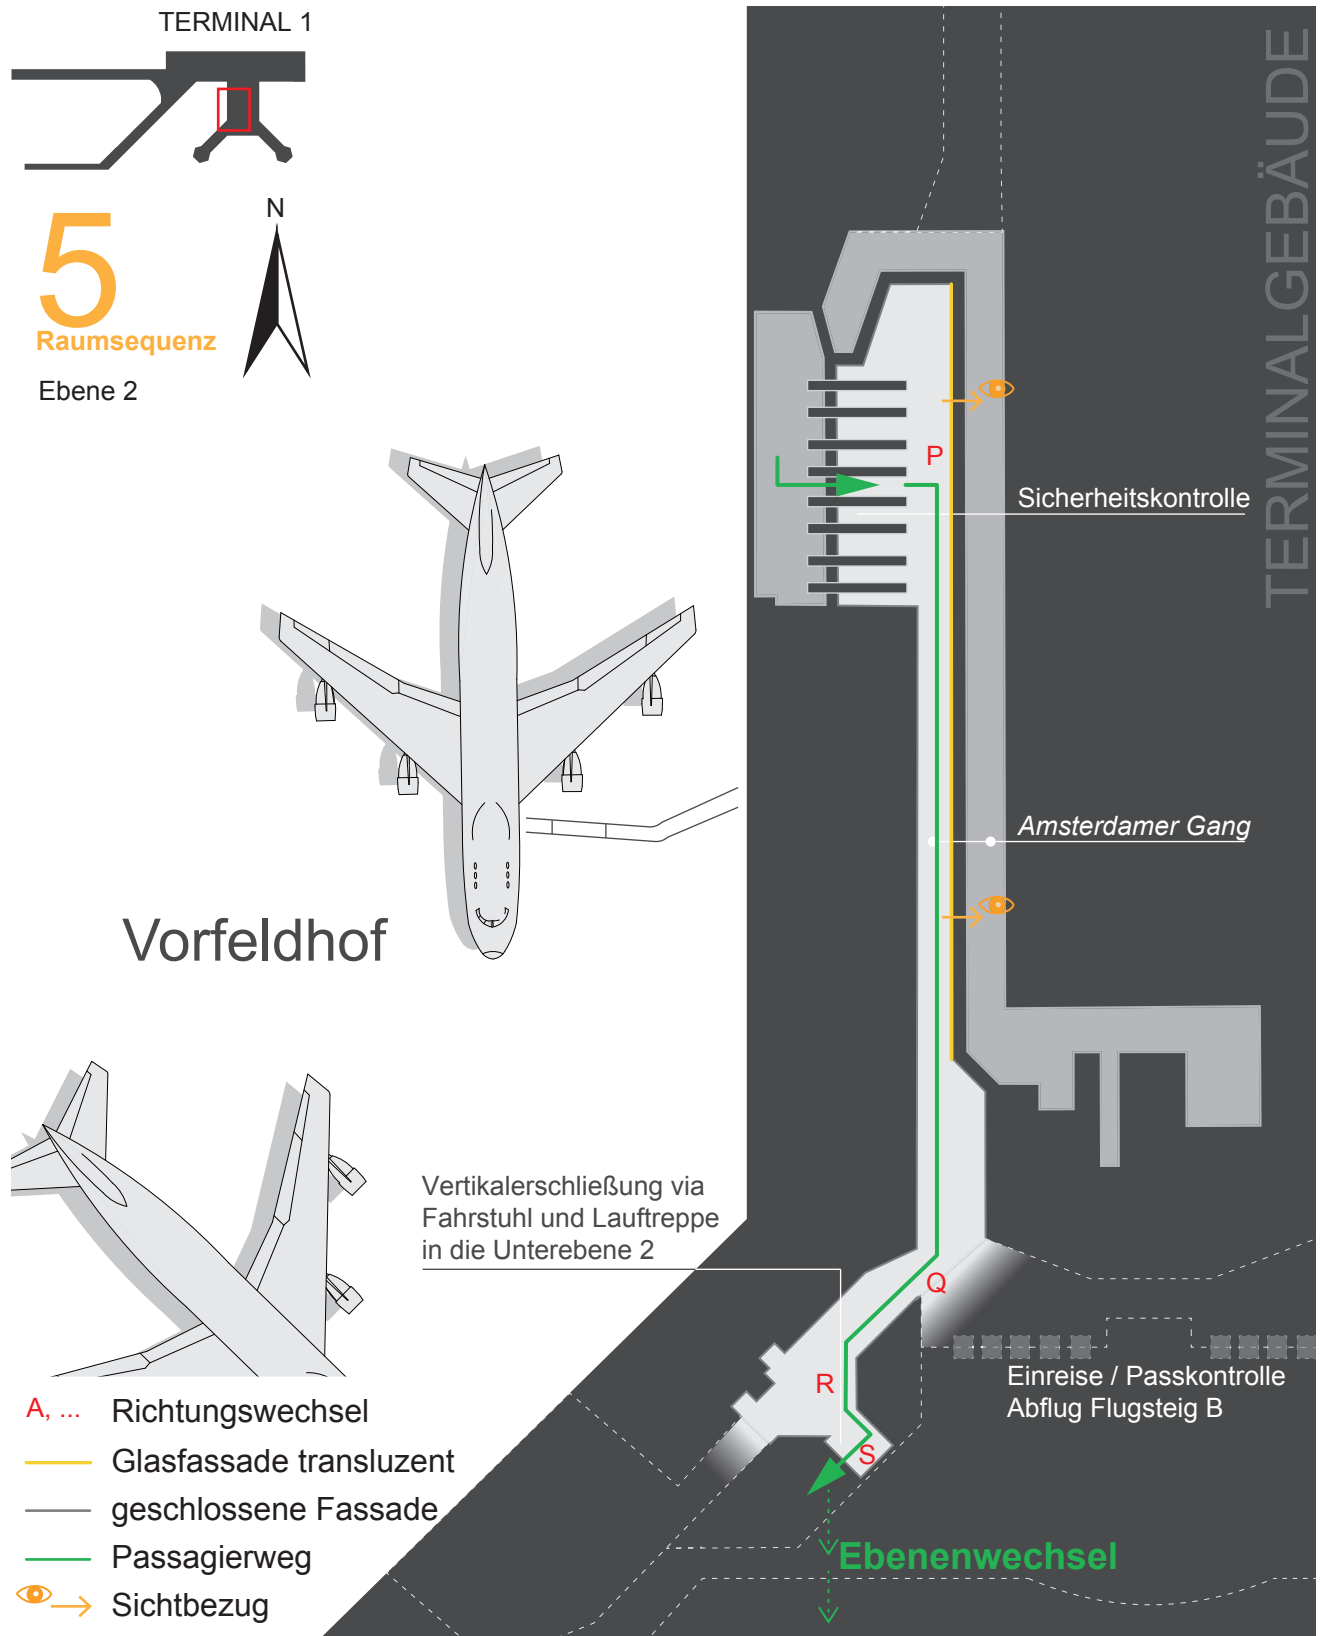 TERMINAL 1
N
5
Raumsequenz
Ebene 2
TERMINALGEBÄUDE
P
Sicherheitskontrolle
Amsterdamer Gang
Vorfeldhof
Vertikalerschließung via
Fahrstuhl und Lauftreppe
in die Unterebene 2
Q
Einreise / Passkontrolle
Abflug Flugsteig B
R
S
Ebenenwechsel
A, ... Richtungswechsel
Glasfassade transluzent
geschlossene Fassade
Passagierweg
Sichtbezug